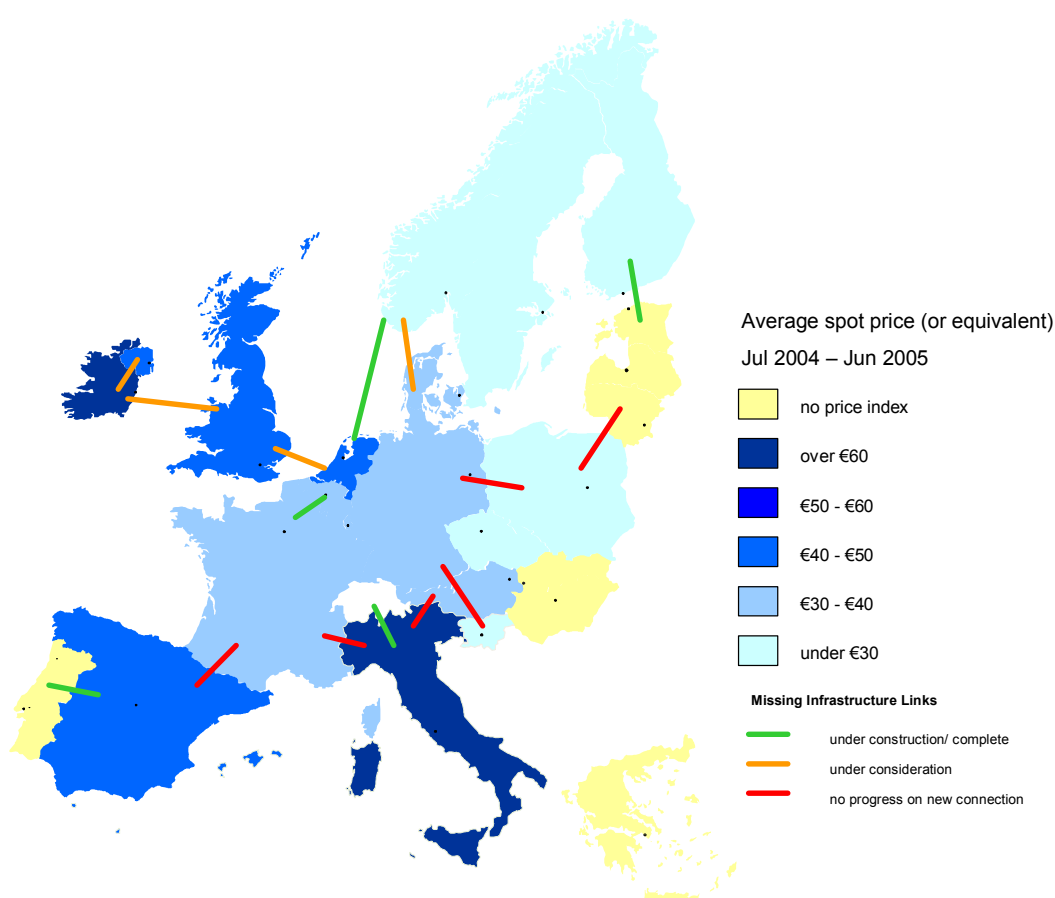 Average spot price (or equivalent)
Jul 2004 – Jun 2005
no price index
over €60
€50 - €60
€40 - €50
€30 - €40
under €30
Missing Infrastructure Links
under construction/ complete
under consideration
no progress on new connection